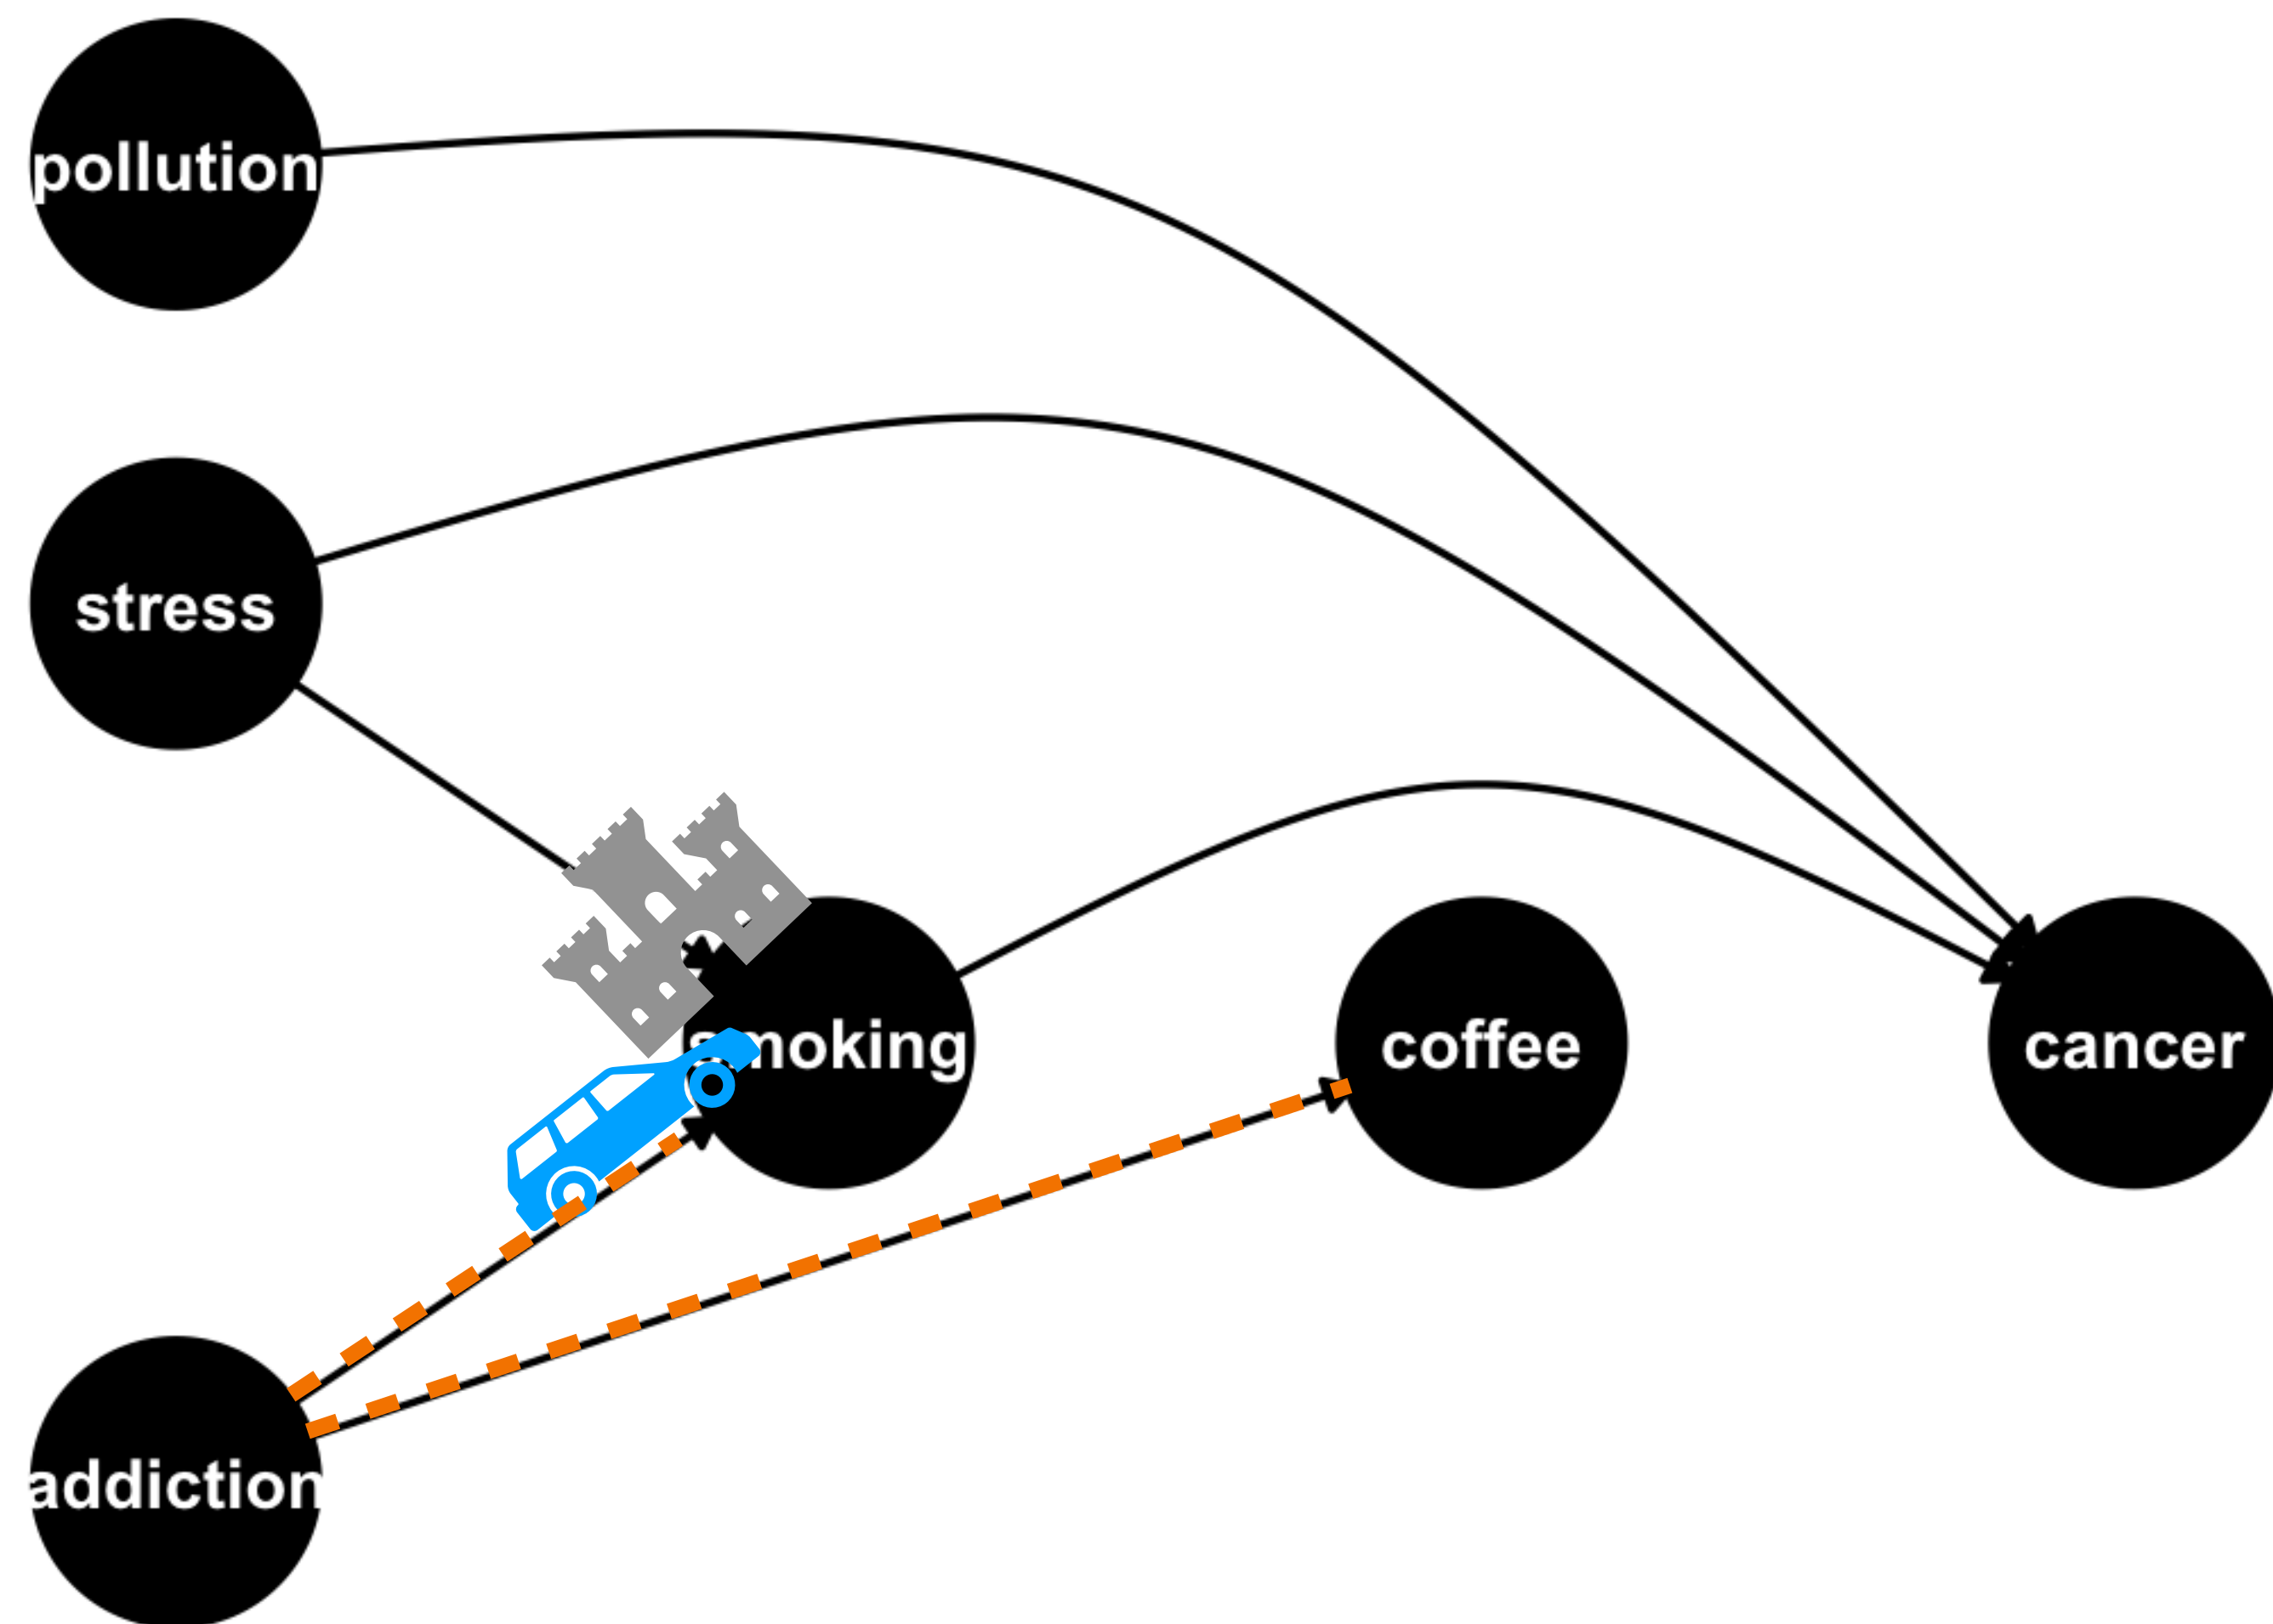 pollution
stress
smoking
coffee
cancer
addiction